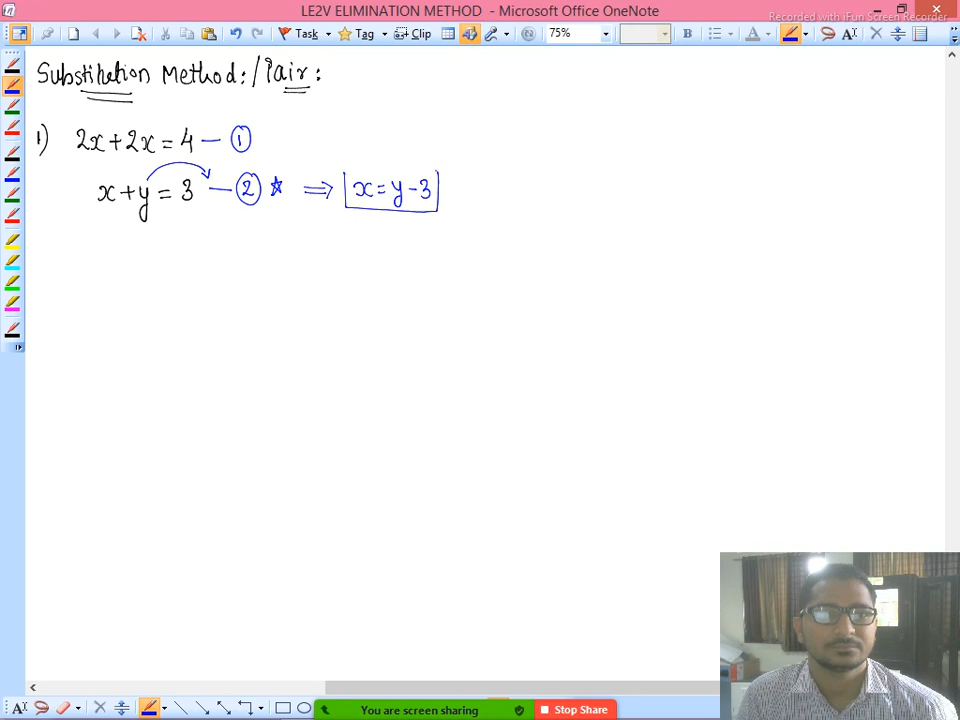 LE2V ELIMINATION METHOD - Microsoft Office OneNote
Recorded with iFun Screen Recorder
Task Tag Clip 75% B A A
Substitution Method: / Pair:
1) 2x+2x=4 — ①
x+y=3 — ② ☆ ⟹ x=y-3
A You are screen sharing Stop Share